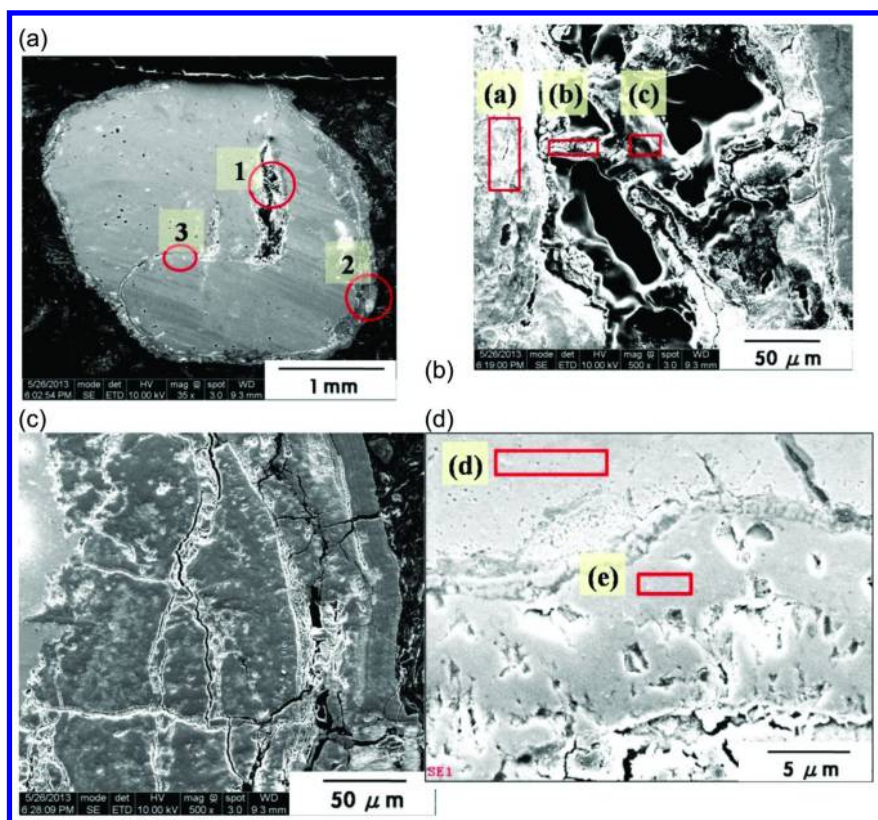 (a)
1
3
2
5/26/2013 mode det HV mag spot WD
6:02:54 PM SE ETD 10.00 kV 35 x 3.0 9.3 mm
1 mm
(a) (b) (c)
5/26/2013 mode det HV mag spot WD
6:19:00 PM SE ETD 10.00 kV 500 x 3.0 9.3 mm
50 μm
(b)
(c)
5/26/2013 mode det HV mag spot WD
6:28:09 PM SE ETD 10.00 kV 500 x 3.0 9.3 mm
50 μm
(d)
(d)
(e)
SE1
5 μm